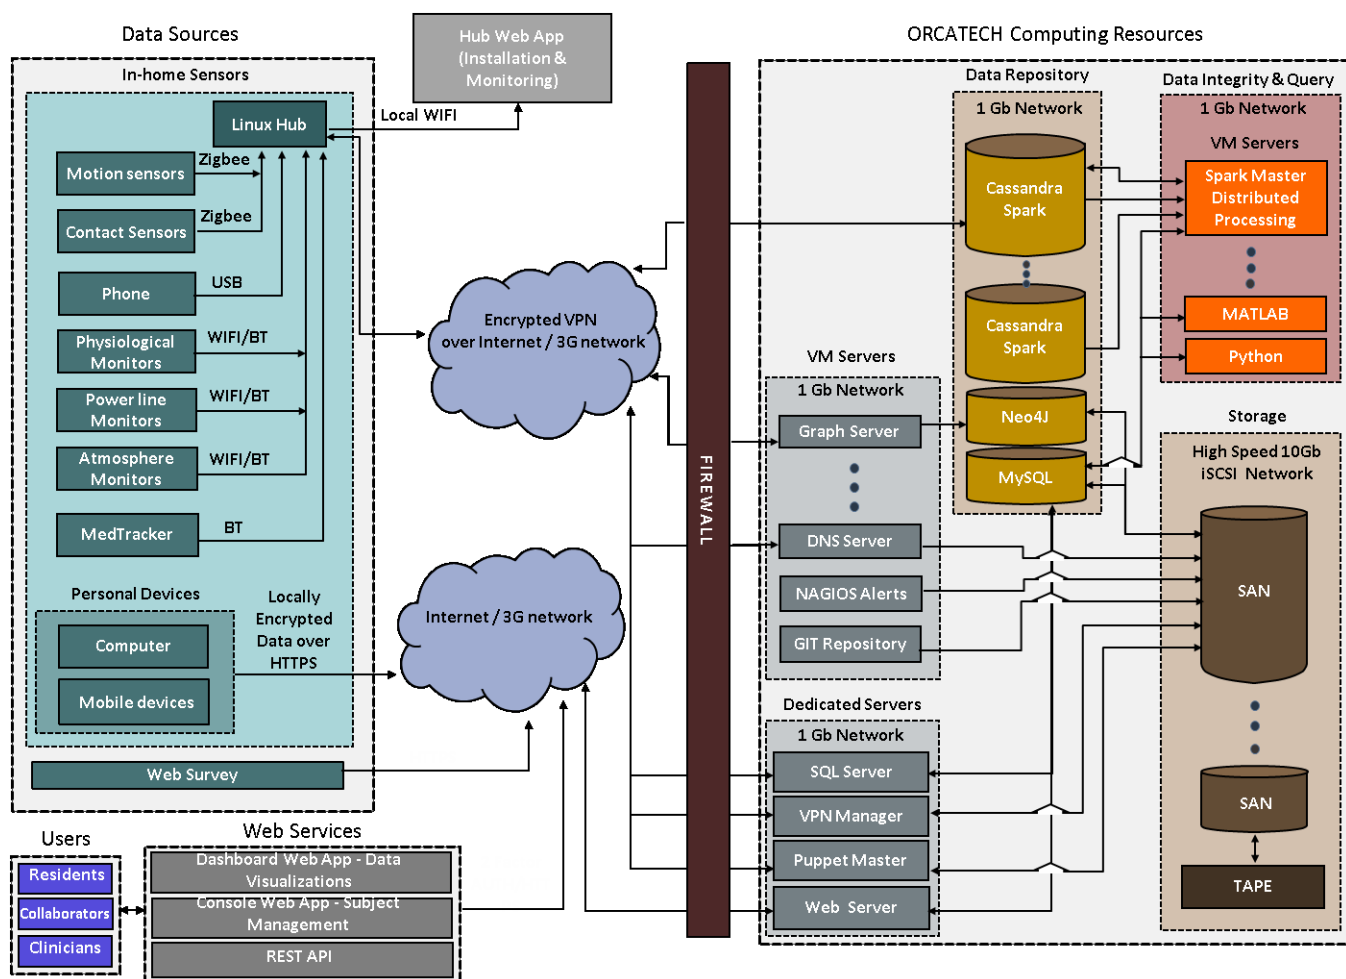 Data Sources
In-home Sensors
Linux Hub
Local WIFI
Hub Web App
(Installation &
Monitoring)
Motion sensors
Zigbee
Contact Sensors
Zigbee
Phone
USB
Physiological
Monitors
WIFI/BT
Power line
Monitors
WIFI/BT
Atmosphere
Monitors
WIFI/BT
MedTracker
BT
Personal Devices
Computer
Mobile devices
Locally
Encrypted
Data over
HTTPS
Web Survey
Users
Residents
Collaborators
Clinicians
Web Services
Dashboard Web App - Data
Visualizations
Console Web App - Subject
Management
REST API
Encrypted VPN
over Internet / 3G network
Internet / 3G network
FIREWALL
ORCATECH Computing Resources
Data Repository
1 Gb Network
Cassandra
Spark
Cassandra
Spark
Neo4J
MySQL
Data Integrity & Query
1 Gb Network
VM Servers
Spark Master
Distributed
Processing
MATLAB
Python
VM Servers
1 Gb Network
Graph Server
DNS Server
NAGIOS Alerts
GIT Repository
Dedicated Servers
1 Gb Network
SQL Server
VPN Manager
Puppet Master
Web Server
Storage
High Speed 10Gb
iSCSI Network
SAN
SAN
TAPE